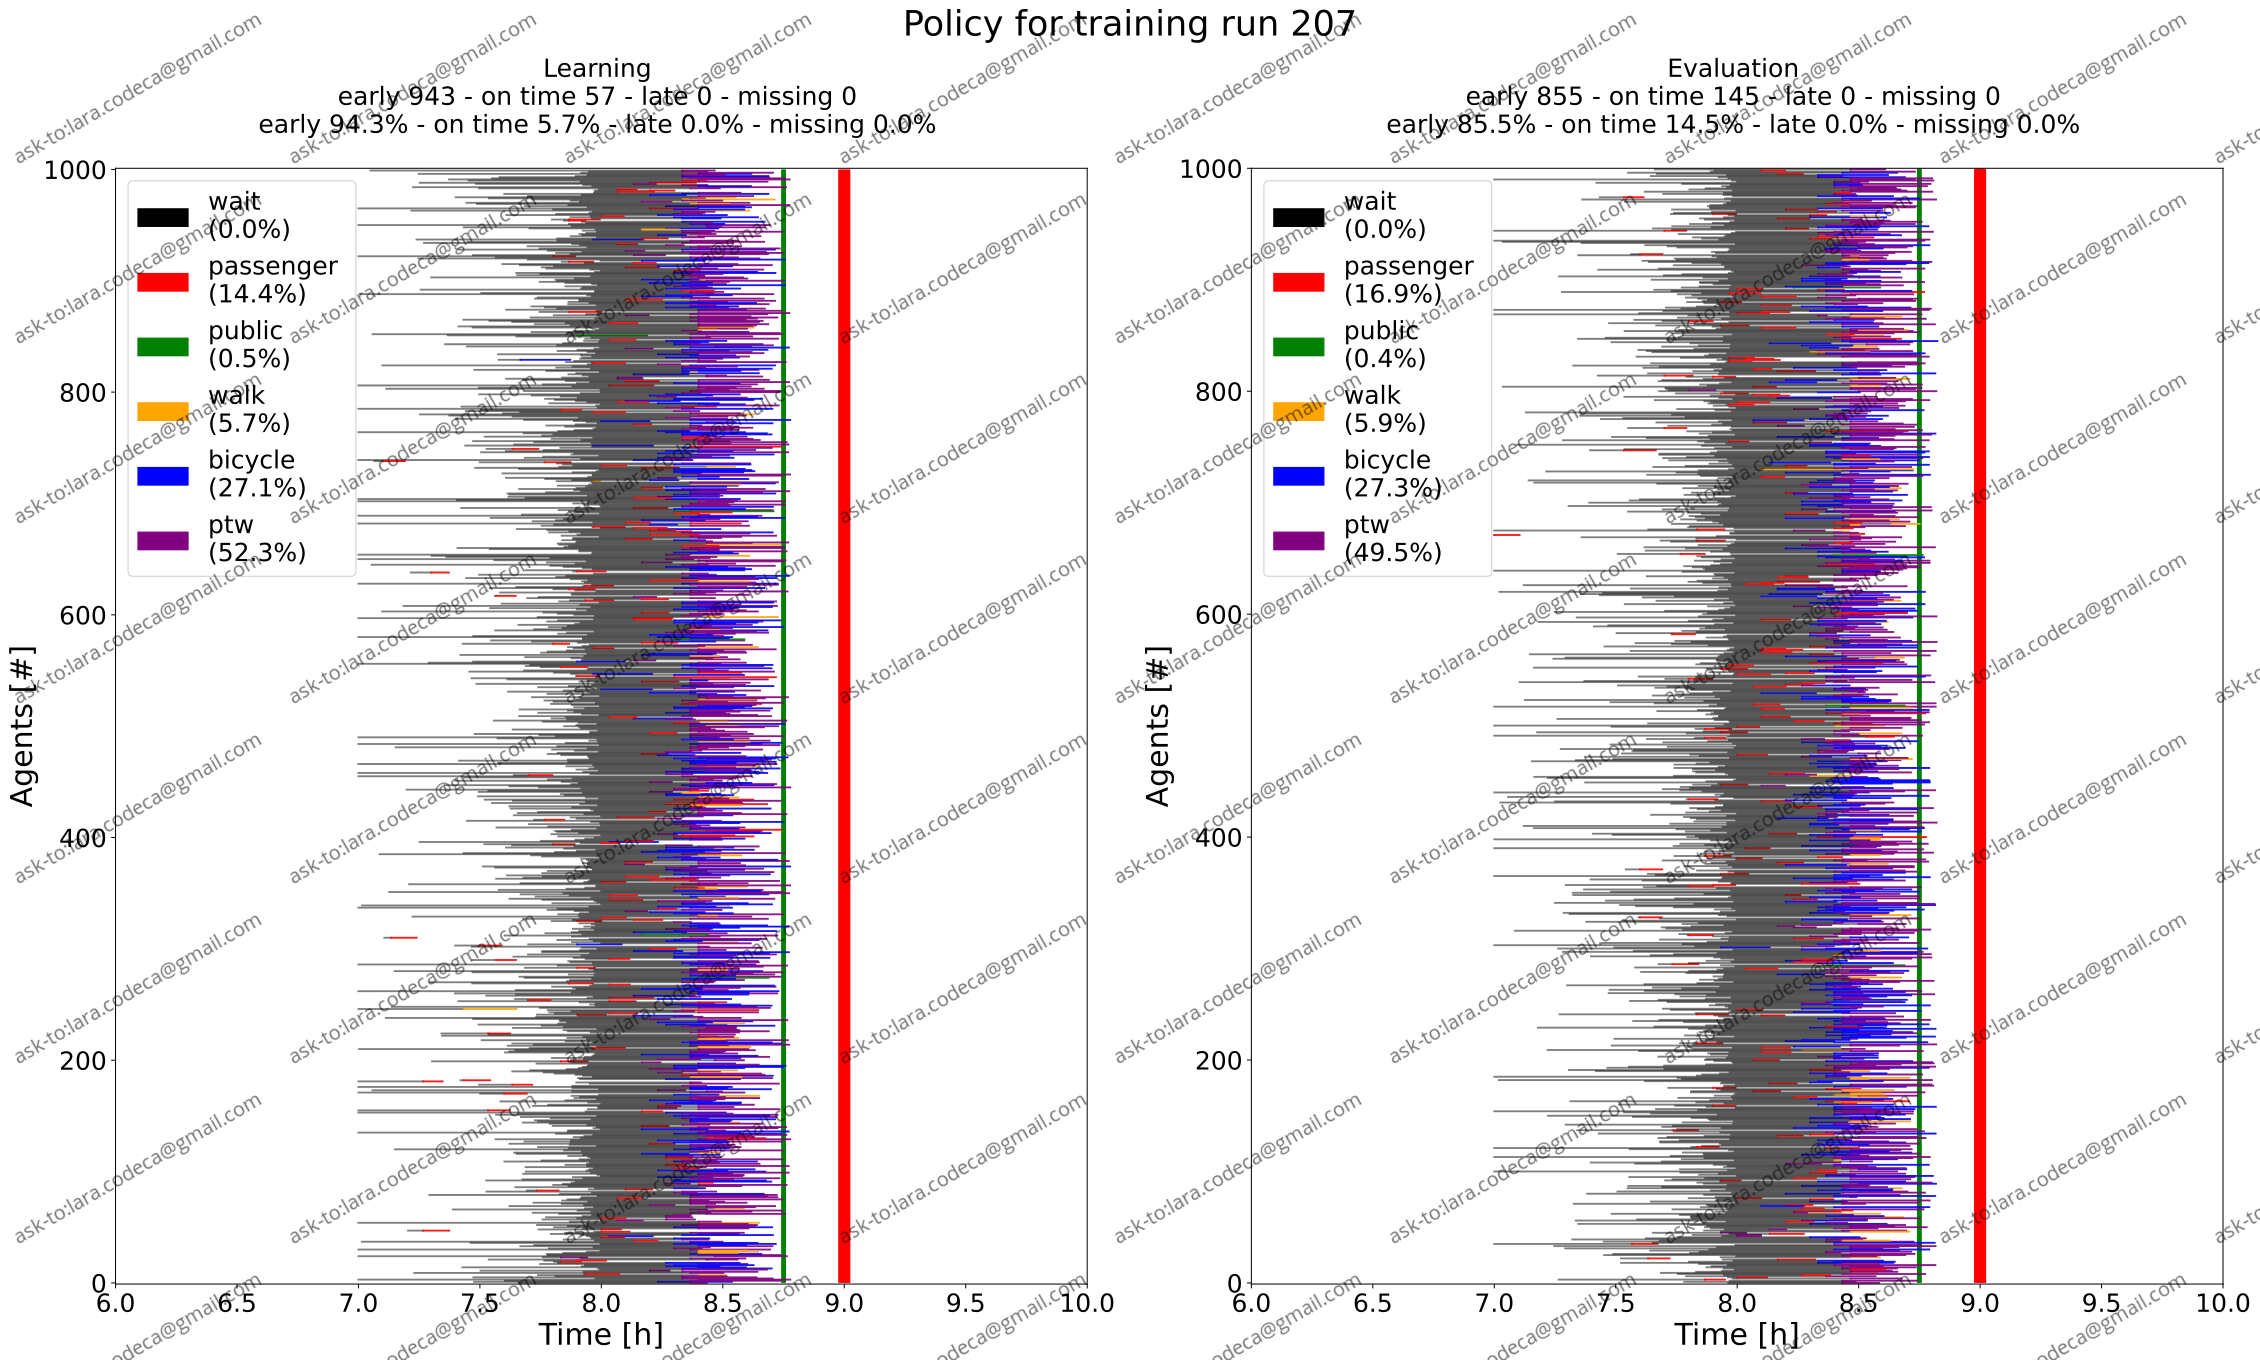 Policy for training run 207
Learning
early 943 - on time 57 - late 0 - missing 0
early 94.3% - on time 5.7% - late 0.0% - missing 0.0%
Agents [#]
1000
800
600
400
200
0
wait
(0.0%)
passenger
(14.4%)
public
(0.5%)
walk
(5.7%)
bicycle
(27.1%)
ptw
(52.3%)
6.0 6.5 7.0 7.5 8.0 8.5 9.0 9.5 10.0
Time [h]
Evaluation
early 855 - on time 145 - late 0 - missing 0
early 85.5% - on time 14.5% - late 0.0% - missing 0.0%
Agents [#]
1000
800
600
400
200
0
wait
(0.0%)
passenger
(16.9%)
public
(0.4%)
walk
(5.9%)
bicycle
(27.3%)
ptw
(49.5%)
6.0 6.5 7.0 7.5 8.0 8.5 9.0 9.5 10.0
Time [h]
ask-to:lara.codeca@gmail.com